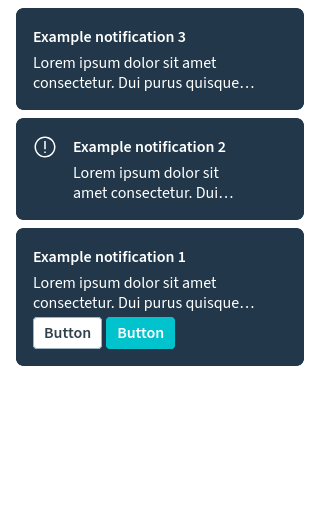 Example notification 3
Lorem ipsum dolor sit amet
consectetur. Dui purus quisque…
Example notification 2
Lorem ipsum dolor sit
amet consectetur. Dui…
Example notification 1
Lorem ipsum dolor sit amet
consectetur. Dui purus quisque…
Button Button